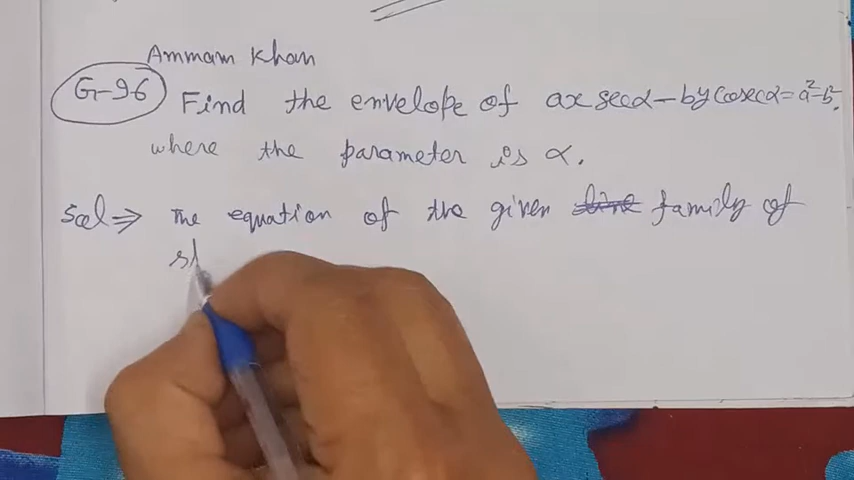 Ammam Khan
G-96 Find the envelope of ax secα - by Cosecα = a²-b².
where the parameter is α.
Sol ⇒ The equation of the given line family of
st